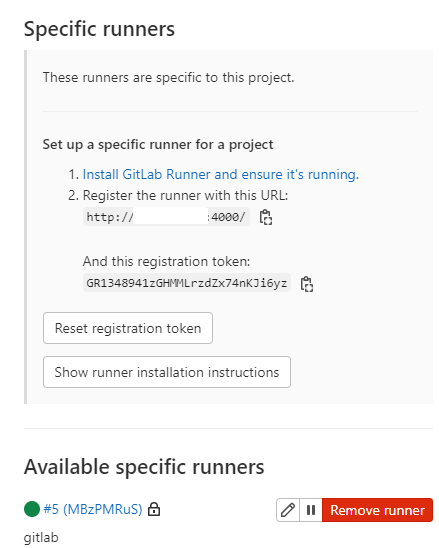 Specific runners
These runners are specific to this project.
Set up a specific runner for a project
1. Install GitLab Runner and ensure it's running.
2. Register the runner with this URL:
http:// :4000/
And this registration token:
GR1348941zGHMMLrzdZx74nKJi6yz
Reset registration token
Show runner installation instructions
Available specific runners
#5 (MBzPMRuS) Remove runner
gitlab